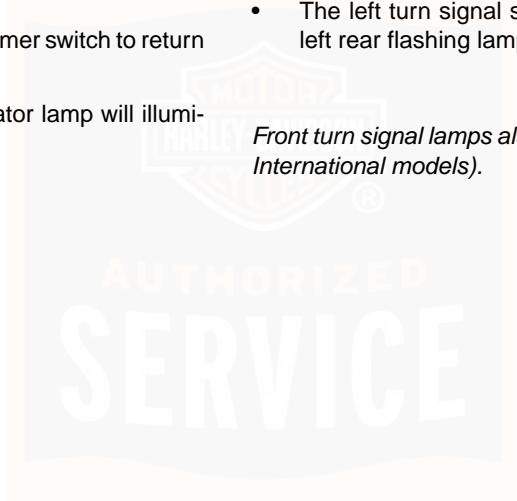 mer switch to return
ator lamp will illumi-
• The left turn signal s
left rear flashing lam
Front turn signal lamps al
International models).
MOTOR
HARLEY-DAVIDSON
CYCLES
®
AUTHORIZED
SERVICE